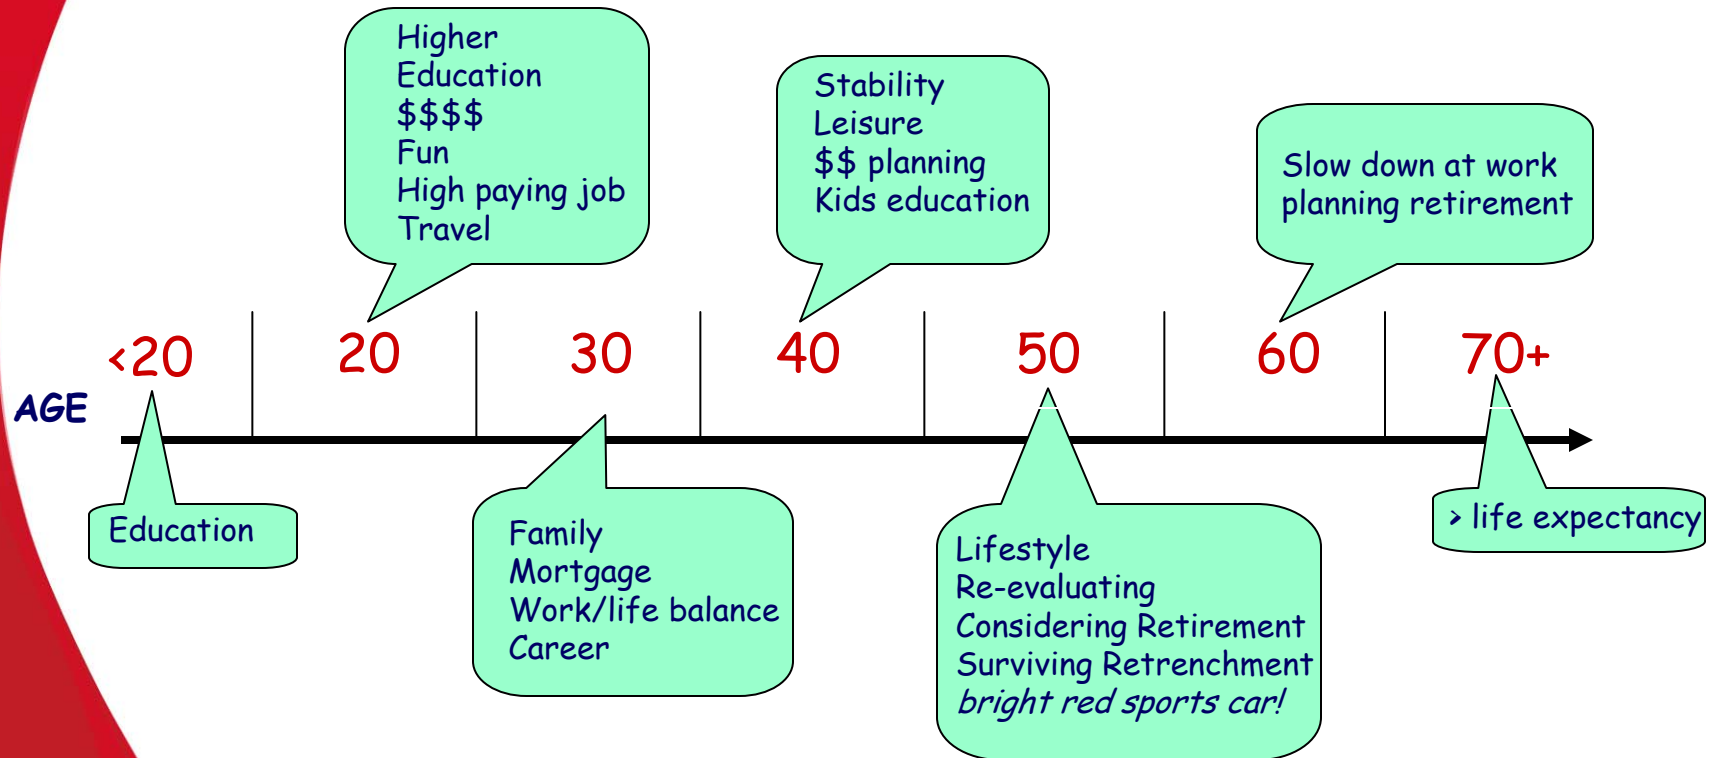 Higher
Education
$$$$
Fun
High paying job
Travel
Stability
Leisure
$$ planning
Kids education
Slow down at work
planning retirement
<20
20
30
40
50
60
70+
AGE
Education
Family
Mortgage
Work/life balance
Career
Lifestyle
Re-evaluating
Considering Retirement
Surviving Retrenchment
bright red sports car!
> life expectancy